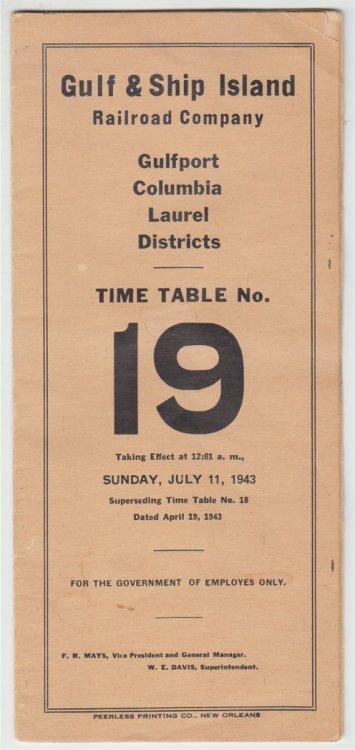 Gulf & Ship Island
Railroad Company
Gulfport
Columbia
Laurel
Districts
TIME TABLE No.
19
Taking Effect at 12:01 a. m.,
SUNDAY, JULY 11, 1943
Superseding Time Table No. 18
Dated April 19, 1943
FOR THE GOVERNMENT OF EMPLOYES ONLY.
F. R. MAYS, Vice President and General Manager.
W. E. DAVIS, Superintendent.
PEERLESS PRINTING CO., NEW ORLEANS